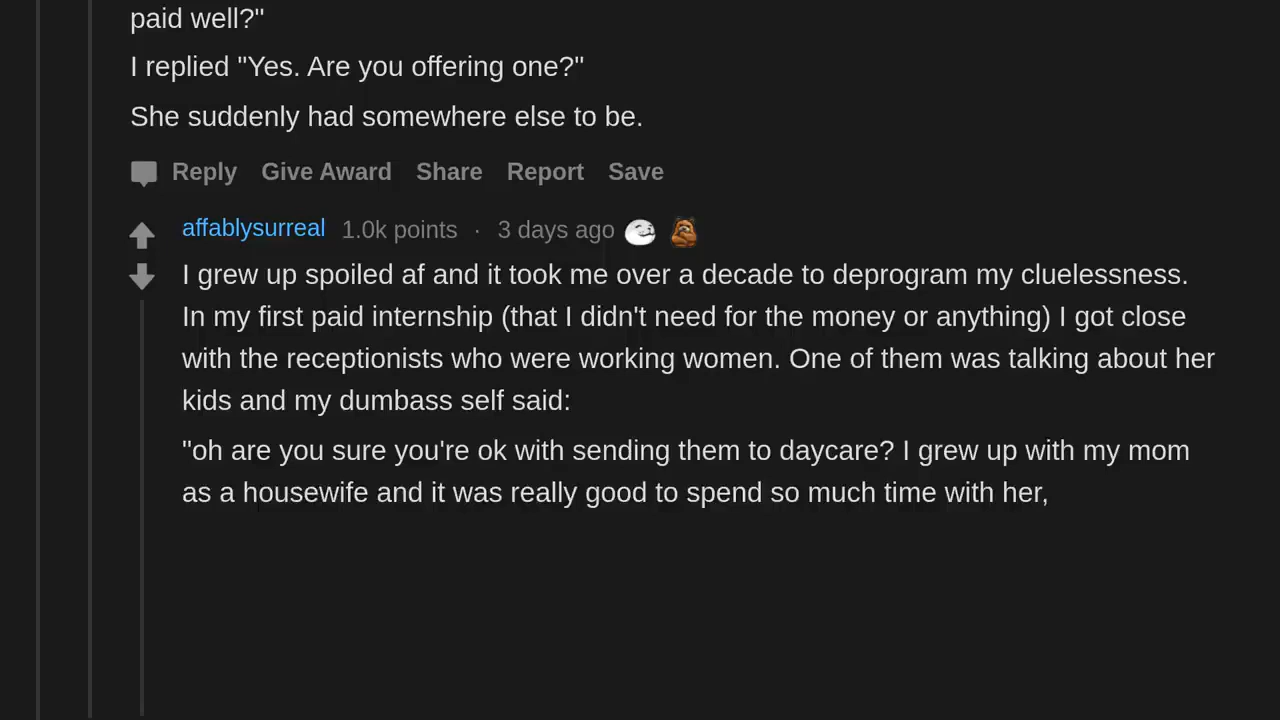 paid well?"
I replied "Yes. Are you offering one?"
She suddenly had somewhere else to be.
Reply Give Award Share Report Save
affablysurreal 1.0k points · 3 days ago
I grew up spoiled af and it took me over a decade to deprogram my cluelessness.
In my first paid internship (that I didn't need for the money or anything) I got close
with the receptionists who were working women. One of them was talking about her
kids and my dumbass self said:
"oh are you sure you're ok with sending them to daycare? I grew up with my mom
as a housewife and it was really good to spend so much time with her,